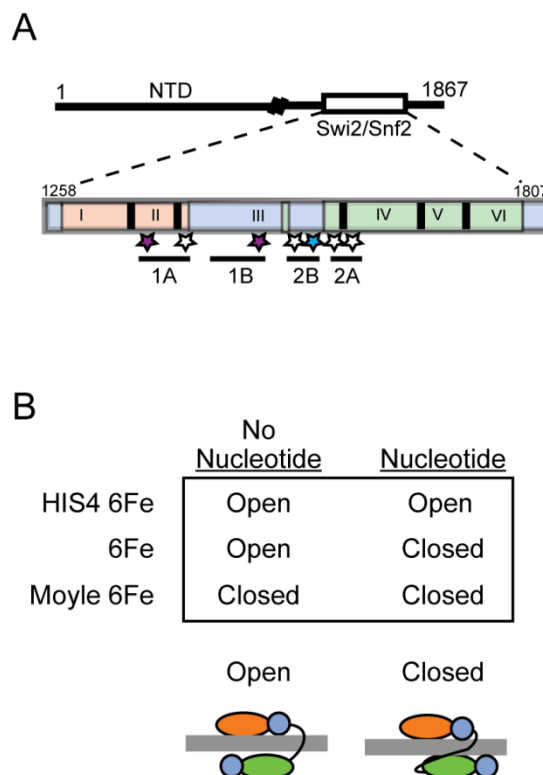 A
1 NTD 1867
Swi2/Snf2
1258 1807
I II III IV V VI
1A 1B 2B 2A
B
No
Nucleotide Nucleotide
HIS4 6Fe Open Open
6Fe Open Closed
Moyle 6Fe Closed Closed
Open Closed